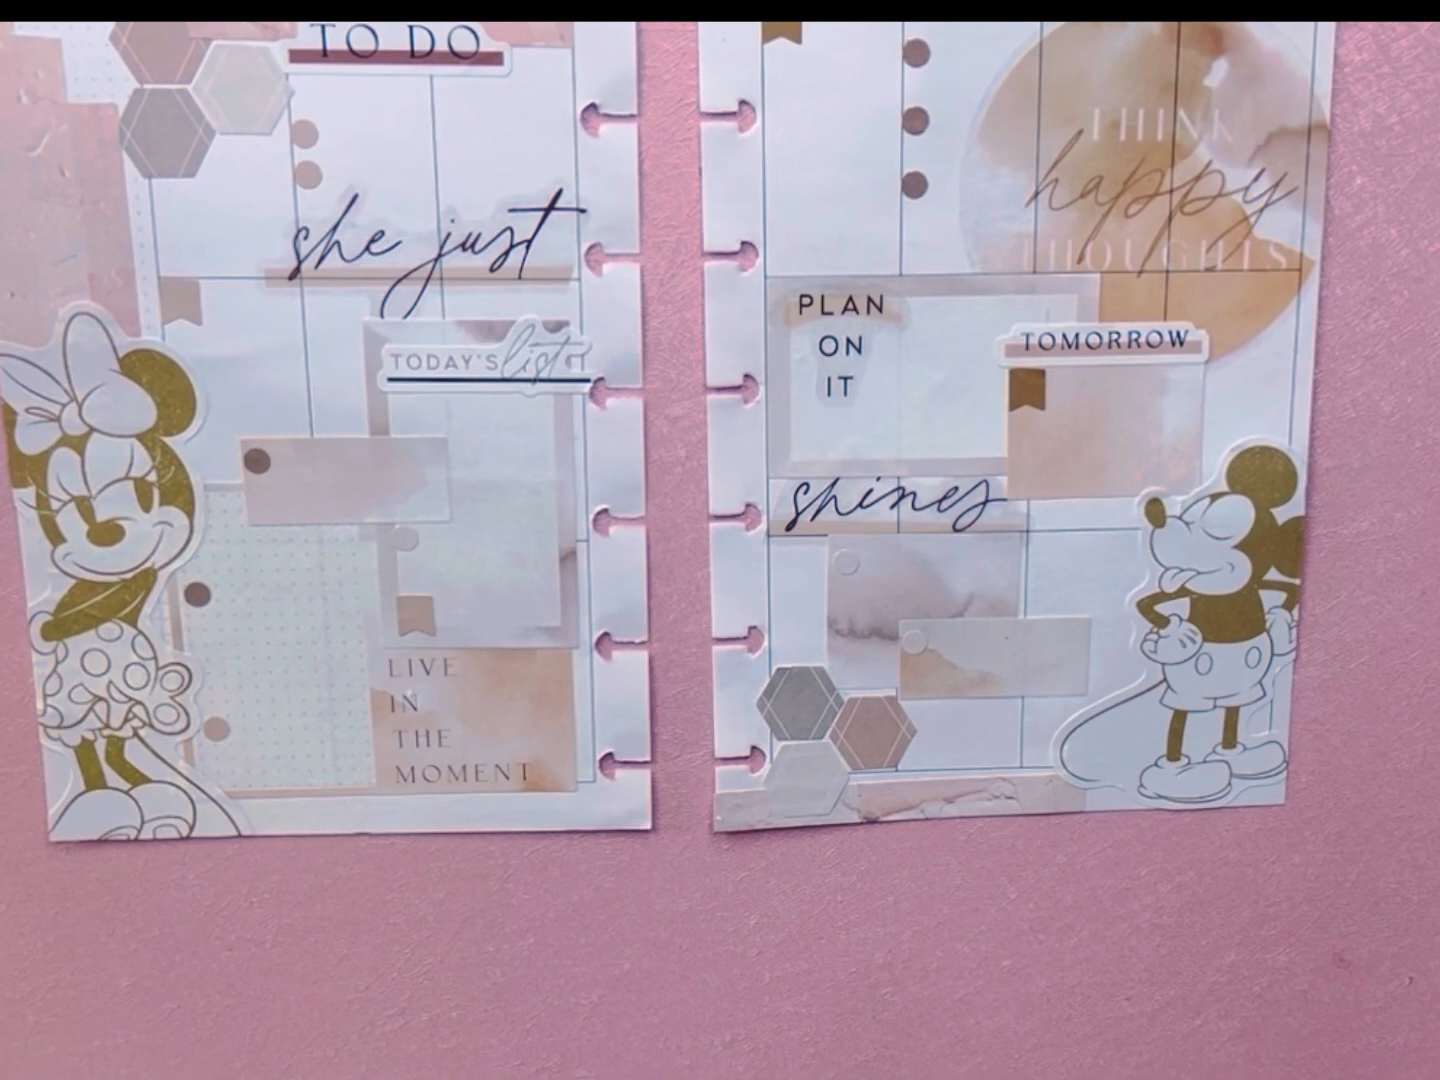 TO DO
she just
TODAY'S list
LIVE
IN
THE
MOMENT
THINK
happy
THOUGHTS
PLAN
ON
IT
TOMORROW
shines